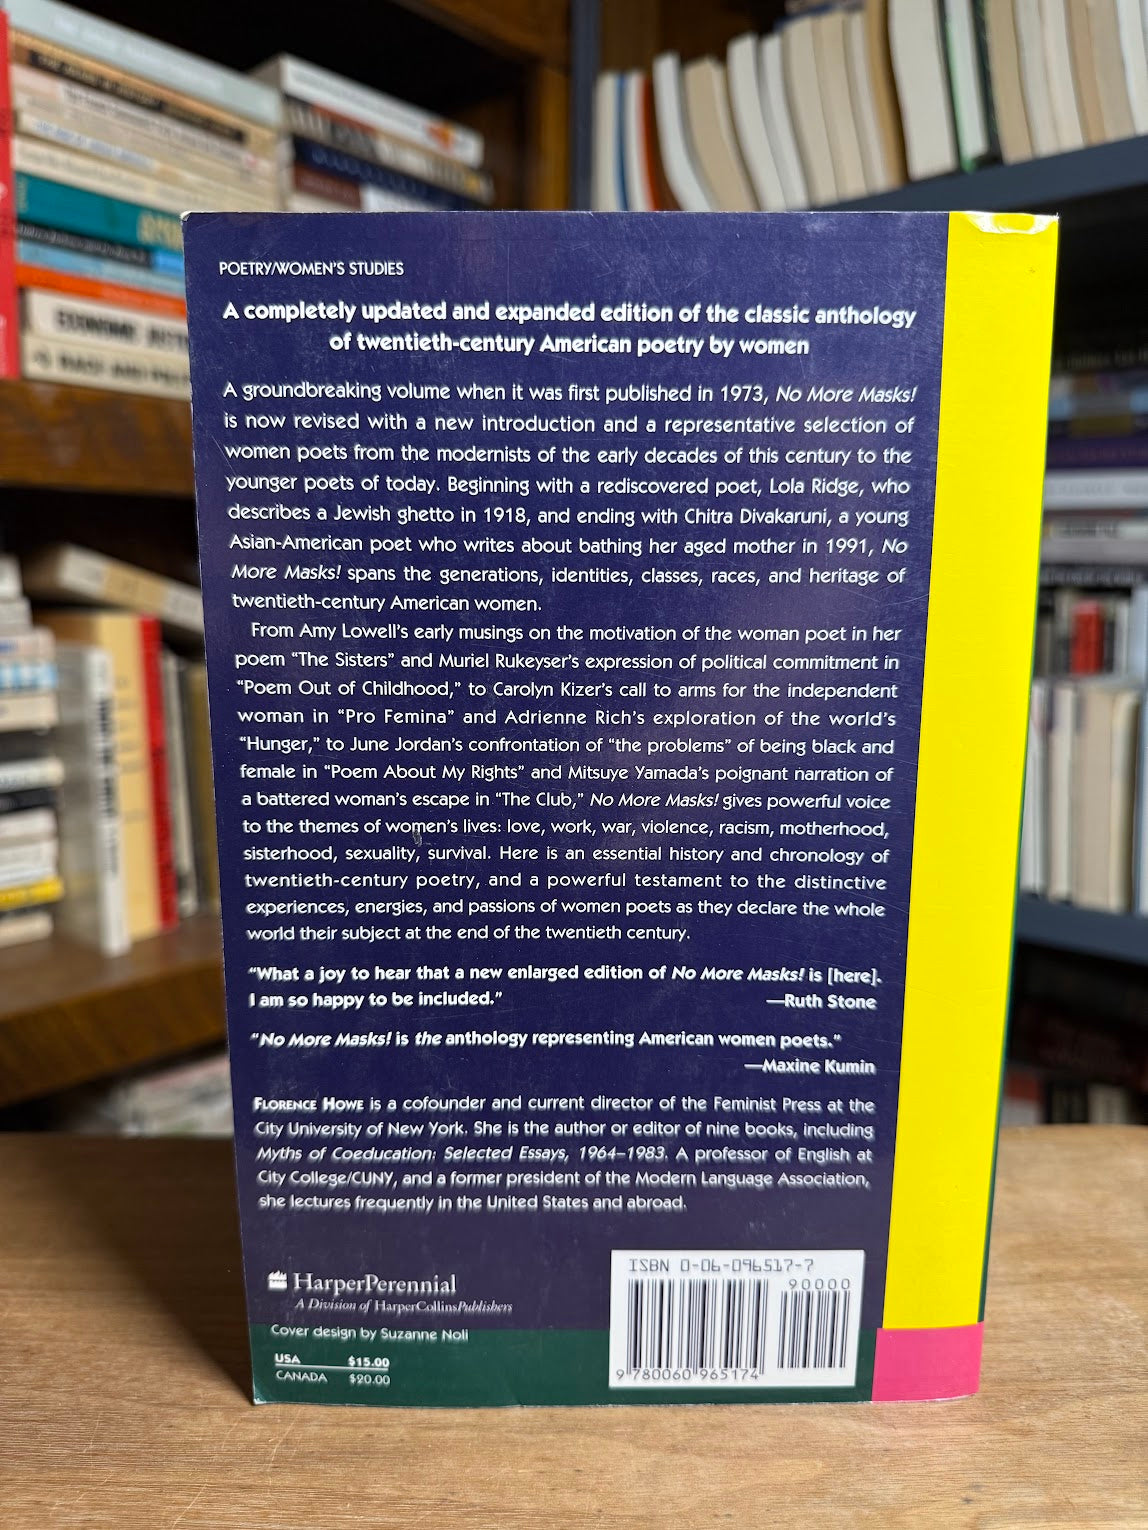 POETRY/WOMEN'S STUDIES
A completely updated and expanded edition of the classic anthology
of twentieth-century American poetry by women
A groundbreaking volume when it was first published in 1973, No More Masks!
is now revised with a new introduction and a representative selection of
women poets from the modernists of the early decades of this century to the
younger poets of today. Beginning with a rediscovered poet, Lola Ridge, who
describes a Jewish ghetto in 1918, and ending with Chitra Divakaruni, a young
Asian-American poet who writes about bathing her aged mother in 1991, No
More Masks! spans the generations, identities, classes, races, and heritage of
twentieth-century American women.
From Amy Lowell's early musings on the motivation of the woman poet in her
poem "The Sisters" and Muriel Rukeyser's expression of political commitment in
"Poem Out of Childhood," to Carolyn Kizer's call to arms for the independent
woman in "Pro Femina" and Adrienne Rich's exploration of the world's
"Hunger," to June Jordan's confrontation of "the problems" of being black and
female in "Poem About My Rights" and Mitsuye Yamada's poignant narration of
a battered woman's escape in "The Club," No More Masks! gives powerful voice
to the themes of women's lives: love, work, war, violence, racism, motherhood,
sisterhood, sexuality, survival. Here is an essential history and chronology of
twentieth-century poetry, and a powerful testament to the distinctive
experiences, energies, and passions of women poets as they declare the whole
world their subject at the end of the twentieth century.
"What a joy to hear that a new enlarged edition of No More Masks! is [here].
I am so happy to be included." —Ruth Stone
"No More Masks! is the anthology representing American women poets."
—Maxine Kumin
FLORENCE HOWE is a cofounder and current director of the Feminist Press at the
City University of New York. She is the author or editor of nine books, including
Myths of Coeducation: Selected Essays, 1964–1983. A professor of English at
City College/CUNY, and a former president of the Modern Language Association,
she lectures frequently in the United States and abroad.
HarperPerennial
A Division of HarperCollinsPublishers
Cover design by Suzanne Noli
USA $15.00
CANADA $20.00
ISBN 0-06-096517-7
90000
9 780060 965174